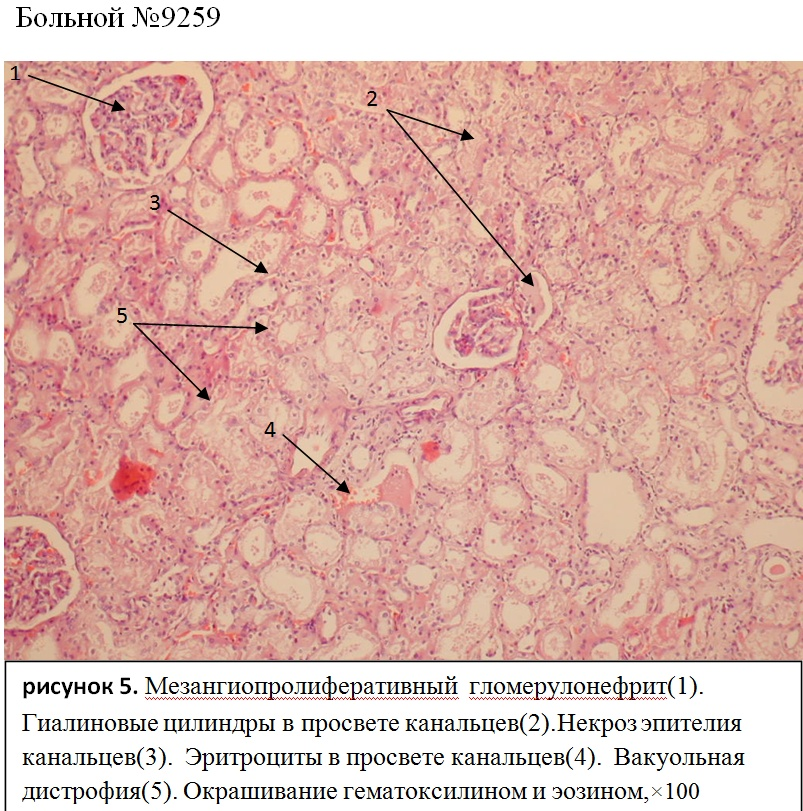 Больной №9259
1
2
3
5
4
рисунок 5. Мезангиопролиферативный гломерулонефрит(1).
Гиалиновые цилиндры в просвете канальцев(2).Некроз эпителия
канальцев(3). Эритроциты в просвете канальцев(4). Вакуольная
дистрофия(5). Окрашивание гематоксилином и эозином,×100